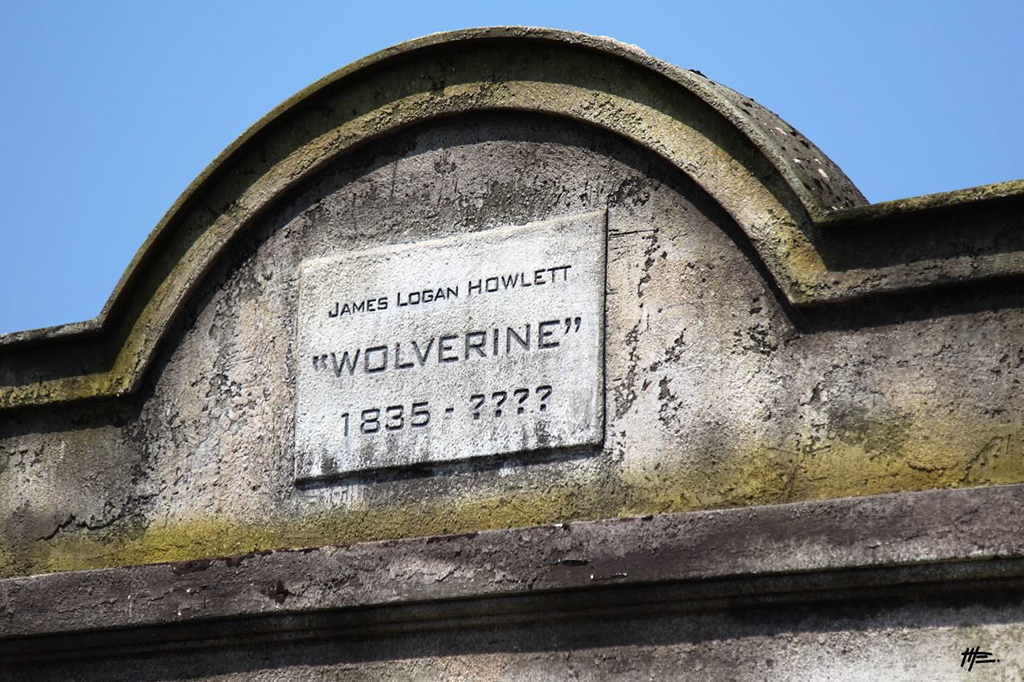 James Logan Howlett
"WOLVERINE"
1835 - ????